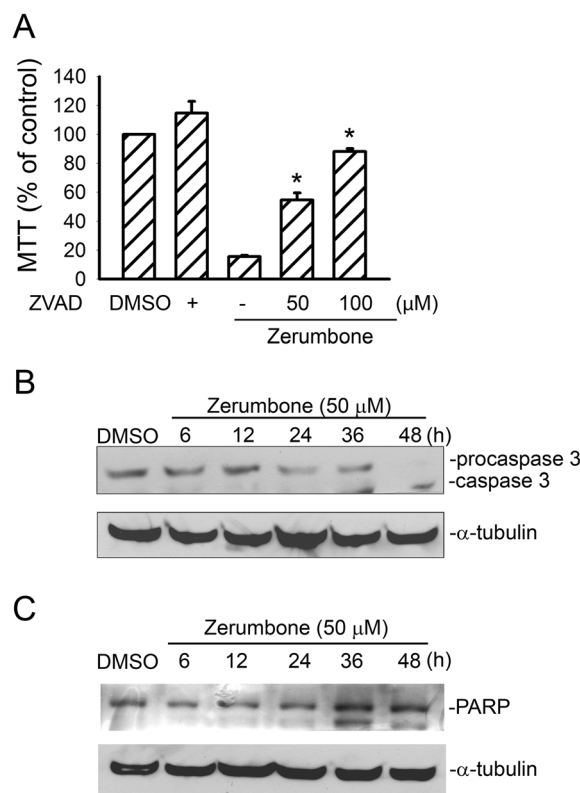 A
MTT (% of control)
140
120
100
80
60
40
20
0
* *
ZVAD DMSO + - 50 100 (μM)
Zerumbone
B
Zerumbone (50 μM)
DMSO 6 12 24 36 48 (h)
-procaspase 3
-caspase 3
-α-tubulin
C
Zerumbone (50 μM)
DMSO 6 12 24 36 48 (h)
-PARP
-α-tubulin